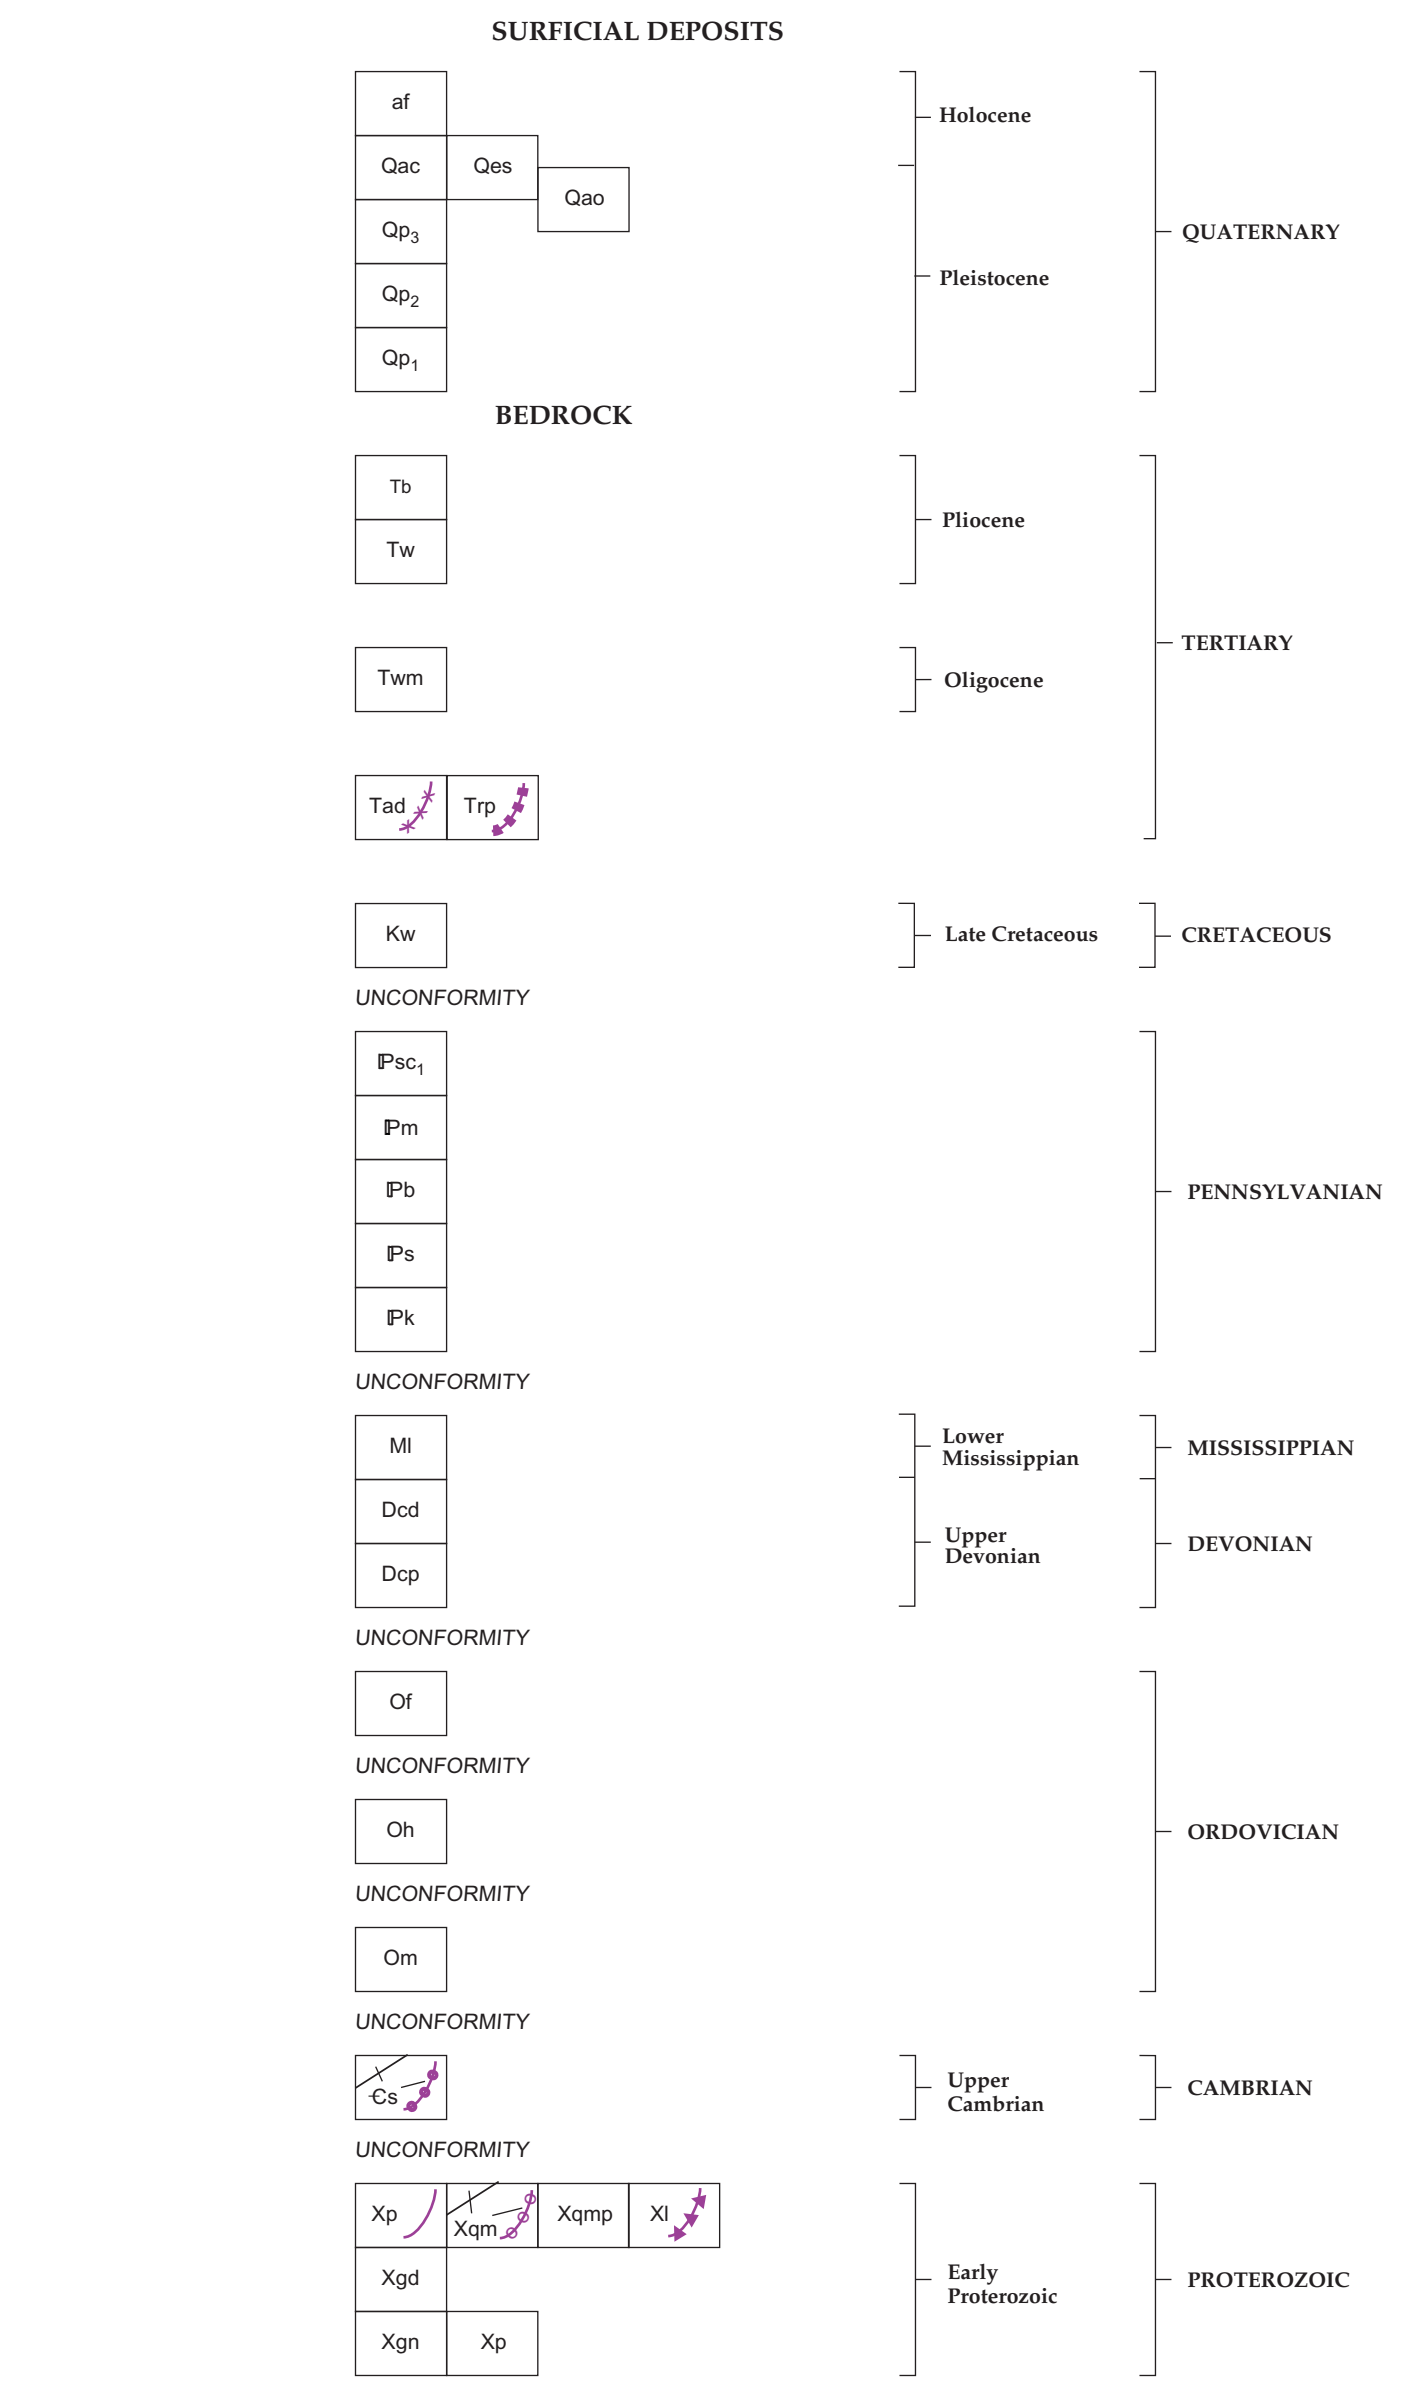 SURFICIAL DEPOSITS
af
Holocene
Qac Qes
Qao
Qp3
QUATERNARY
Pleistocene
Qp2
Qp1
BEDROCK
Tb
Pliocene
Tw
TERTIARY
Twm
Oligocene
Tad Trp
Kw
Late Cretaceous
CRETACEOUS
UNCONFORMITY
ℙsc1
ℙm
ℙb
PENNSYLVANIAN
ℙs
ℙk
UNCONFORMITY
Ml
Lower
Mississippian
MISSISSIPPIAN
Dcd
Upper
Devonian
DEVONIAN
Dcp
UNCONFORMITY
Of
UNCONFORMITY
Oh
ORDOVICIAN
UNCONFORMITY
Om
UNCONFORMITY
Єs
Upper
Cambrian
CAMBRIAN
UNCONFORMITY
Xp Xqm Xqmp Xl
Xgd
Early
Proterozoic
PROTEROZOIC
Xgn Xp